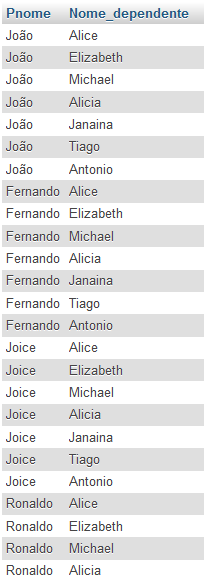 Pnome Nome_dependente
João Alice
João Elizabeth
João Michael
João Alicia
João Janaina
João Tiago
João Antonio
Fernando Alice
Fernando Elizabeth
Fernando Michael
Fernando Alicia
Fernando Janaina
Fernando Tiago
Fernando Antonio
Joice Alice
Joice Elizabeth
Joice Michael
Joice Alicia
Joice Janaina
Joice Tiago
Joice Antonio
Ronaldo Alice
Ronaldo Elizabeth
Ronaldo Michael
Ronaldo Alicia